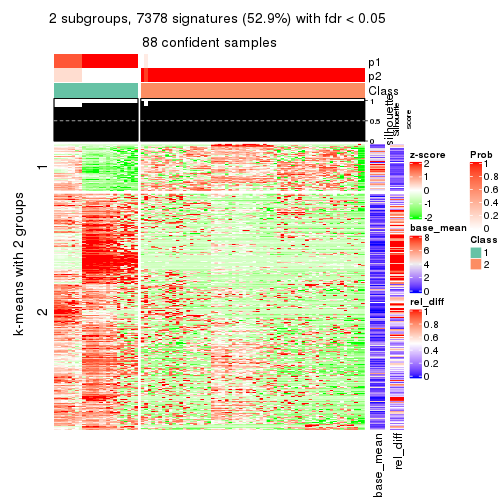 2 subgroups, 7378 signatures (52.9%) with fdr < 0.05
88 confident samples
p1
p2
Class
1
0.5
0
silhouette
Silhouette
score
k-means with 2 groups
1
2
base_mean
rel_diff
z-score
2
1
0
-1
-2
base_mean
8
6
4
2
0
rel_diff
1
0.8
0.6
0.4
0.2
0
Prob
1
0.8
0.6
0.4
0.2
0
Class
1
2